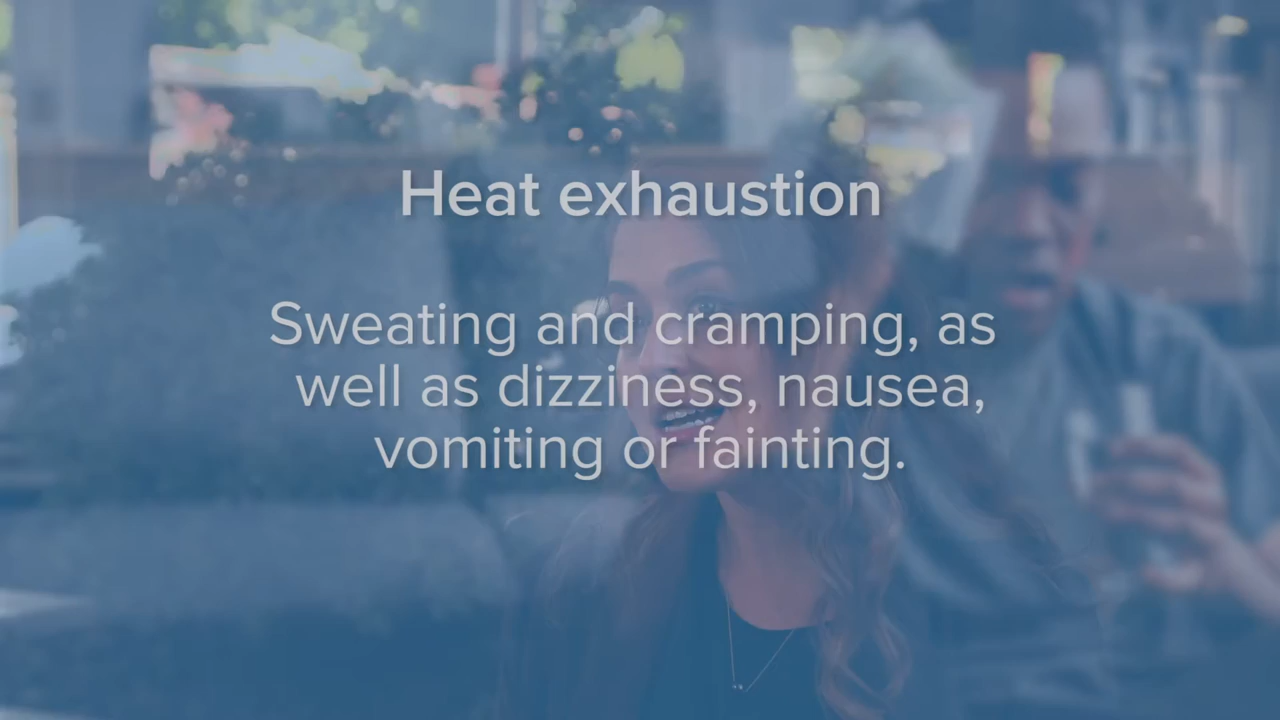 Heat exhaustion
Sweating and cramping, as
well as dizziness, nausea,
vomiting or fainting.